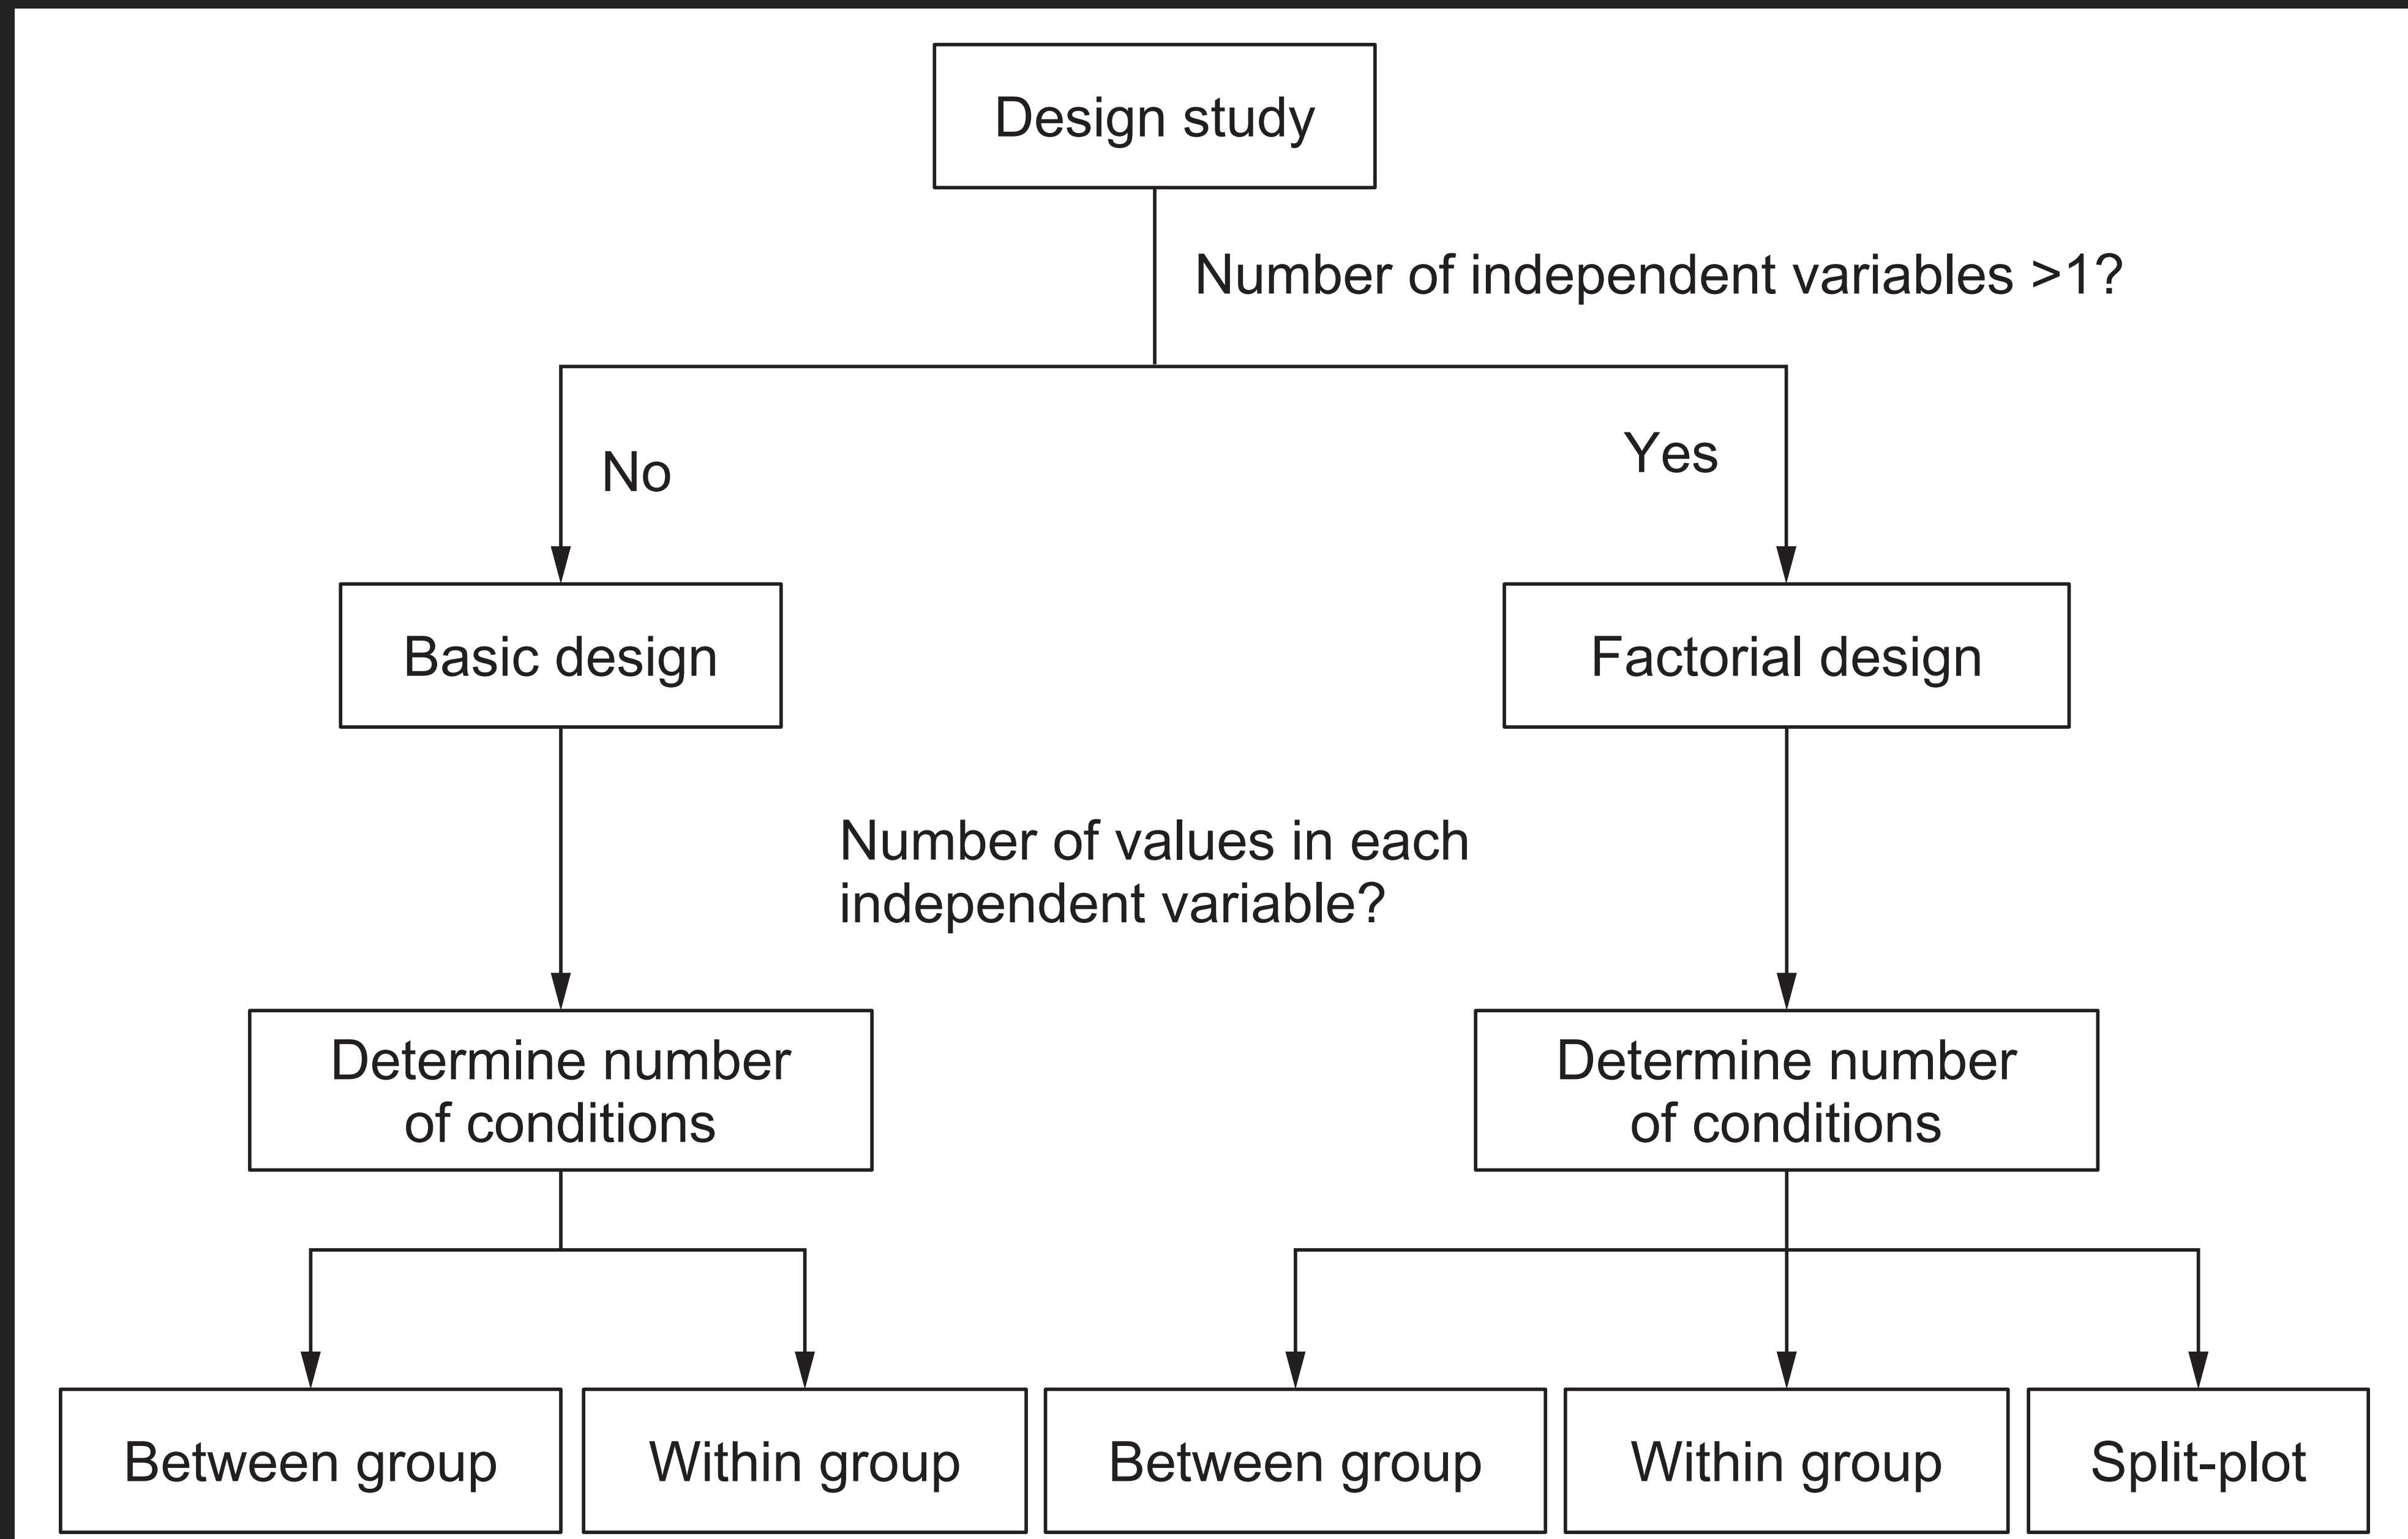 Design study
Number of independent variables >1?
No
Yes
Basic design
Factorial design
Number of values in each
independent variable?
Determine number
of conditions
Determine number
of conditions
Between group
Within group
Between group
Within group
Split-plot